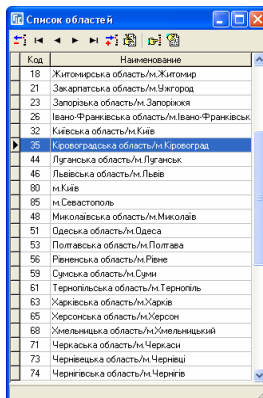 Список областей
Код Наименование
18 Житомирська область/м.Житомир
21 Закарпатська область/м.Ужгород
23 Запорізька область/м.Запоріжжя
26 Івано-Франківська область/м.Івано-Франківськ
32 Київська область/м.Київ
35 Кіровоградська область/м.Кіровоград
44 Луганська область/м.Луганськ
46 Львівська область/м.Львів
80 м.Київ
85 м.Севастополь
48 Миколаївська область/м.Миколаїв
51 Одеська область/м.Одеса
53 Полтавська область/м.Полтава
56 Рівненська область/м.Рівне
59 Сумська область/м.Суми
61 Тернопільська область/м.Тернопіль
63 Харківська область/м.Харків
65 Херсонська область/м.Херсон
68 Хмельницька область/м.Хмельницький
71 Черкаська область/м.Черкаси
73 Чернівецька область/м.Чернівці
74 Чернігівська область/м.Чернігів